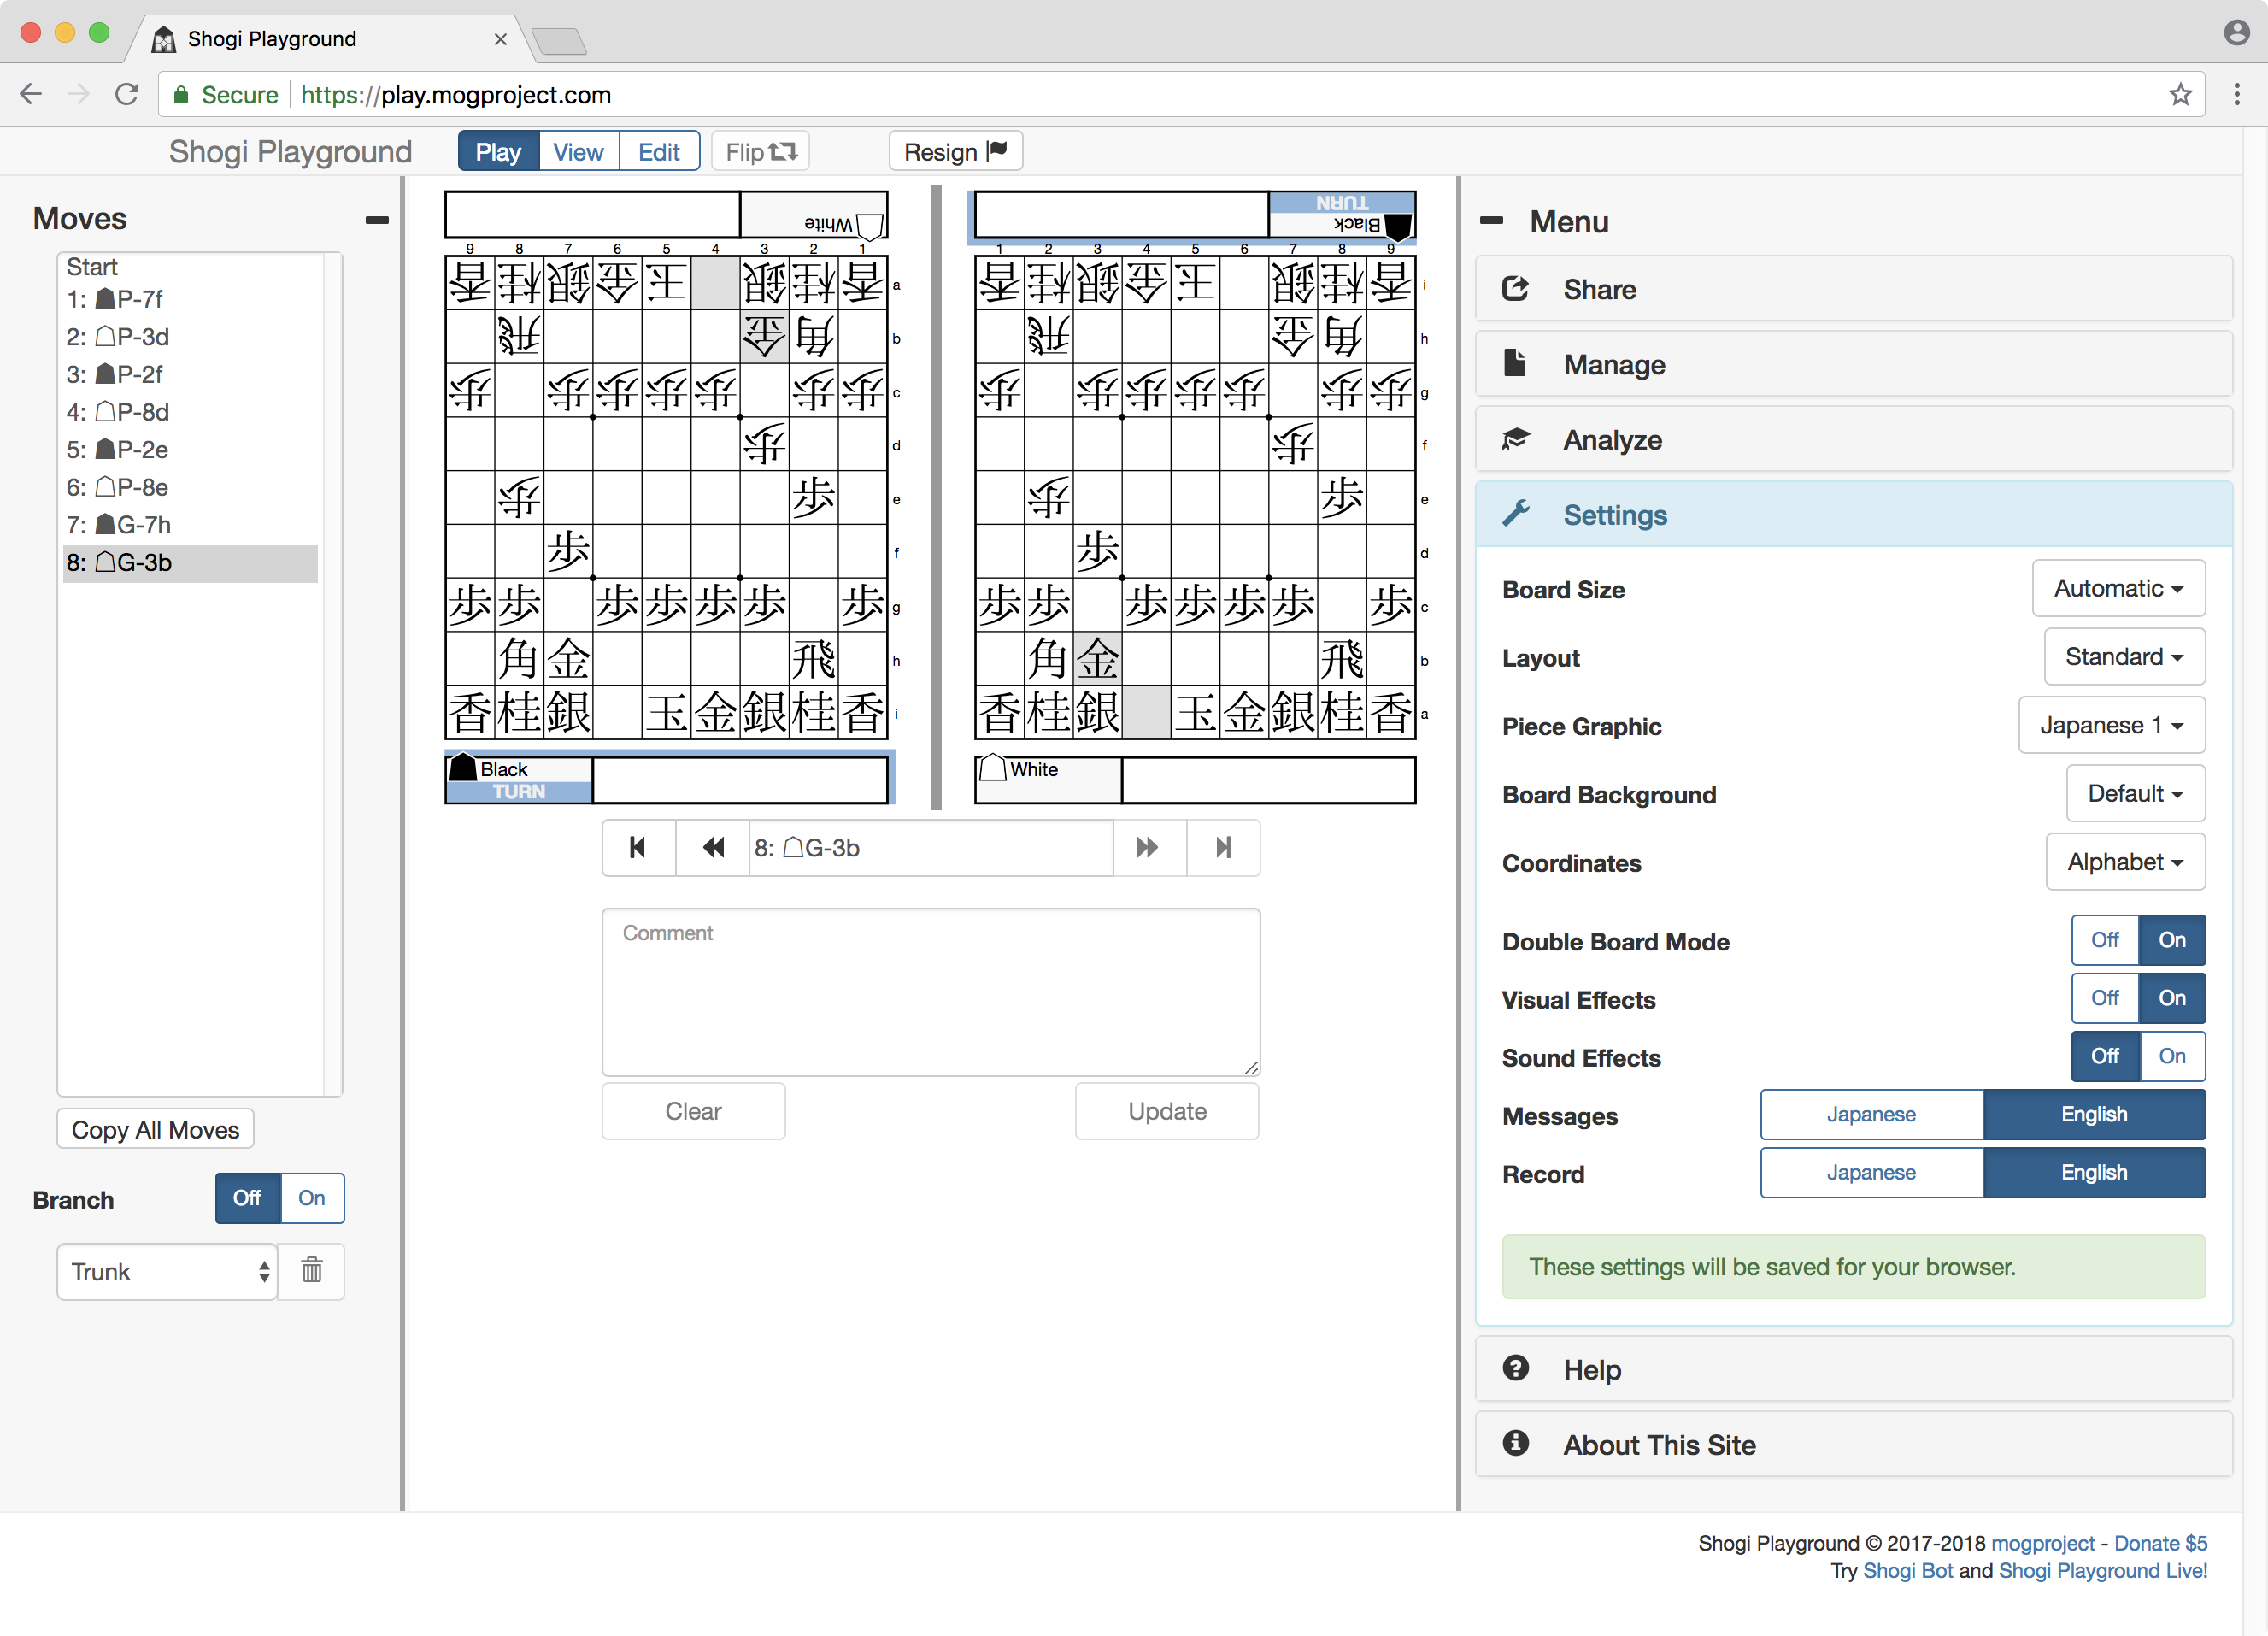 Shogi Playground
Secure https://play.mogproject.com
Shogi Playground Play View Edit Flip Resign
Moves
Start
1: ☗P-7f
2: ☖P-3d
3: ☗P-2f
4: ☖P-8d
5: ☗P-2e
6: ☖P-8e
7: ☗G-7h
8: ☖G-3b
Copy All Moves
Branch Off On
Trunk
White
9 8 7 6 5 4 3 2 1
香 桂 銀 金 玉 銀 桂 香 a
飛 金 角 b
歩 歩 歩 歩 歩 歩 歩 c
歩 d
歩 歩 e
歩 f
歩 歩 歩 歩 歩 歩 歩 g
角 金 飛 h
香 桂 銀 玉 金 銀 桂 香 i
Black
TURN
TURN
Black
1 2 3 4 5 6 7 8 9
香 桂 銀 金 玉 銀 桂 香 i
飛 金 角 h
歩 歩 歩 歩 歩 歩 歩 g
歩 f
歩 歩 e
歩 d
歩 歩 歩 歩 歩 歩 歩 c
角 金 飛 b
香 桂 銀 玉 金 銀 桂 香 a
White
8: ☖G-3b
Comment
Clear Update
Menu
Share
Manage
Analyze
Settings
Board Size Automatic
Layout Standard
Piece Graphic Japanese 1
Board Background Default
Coordinates Alphabet
Double Board Mode Off On
Visual Effects Off On
Sound Effects Off On
Messages Japanese English
Record Japanese English
These settings will be saved for your browser.
Help
About This Site
Shogi Playground © 2017-2018 mogproject - Donate $5
Try Shogi Bot and Shogi Playground Live!